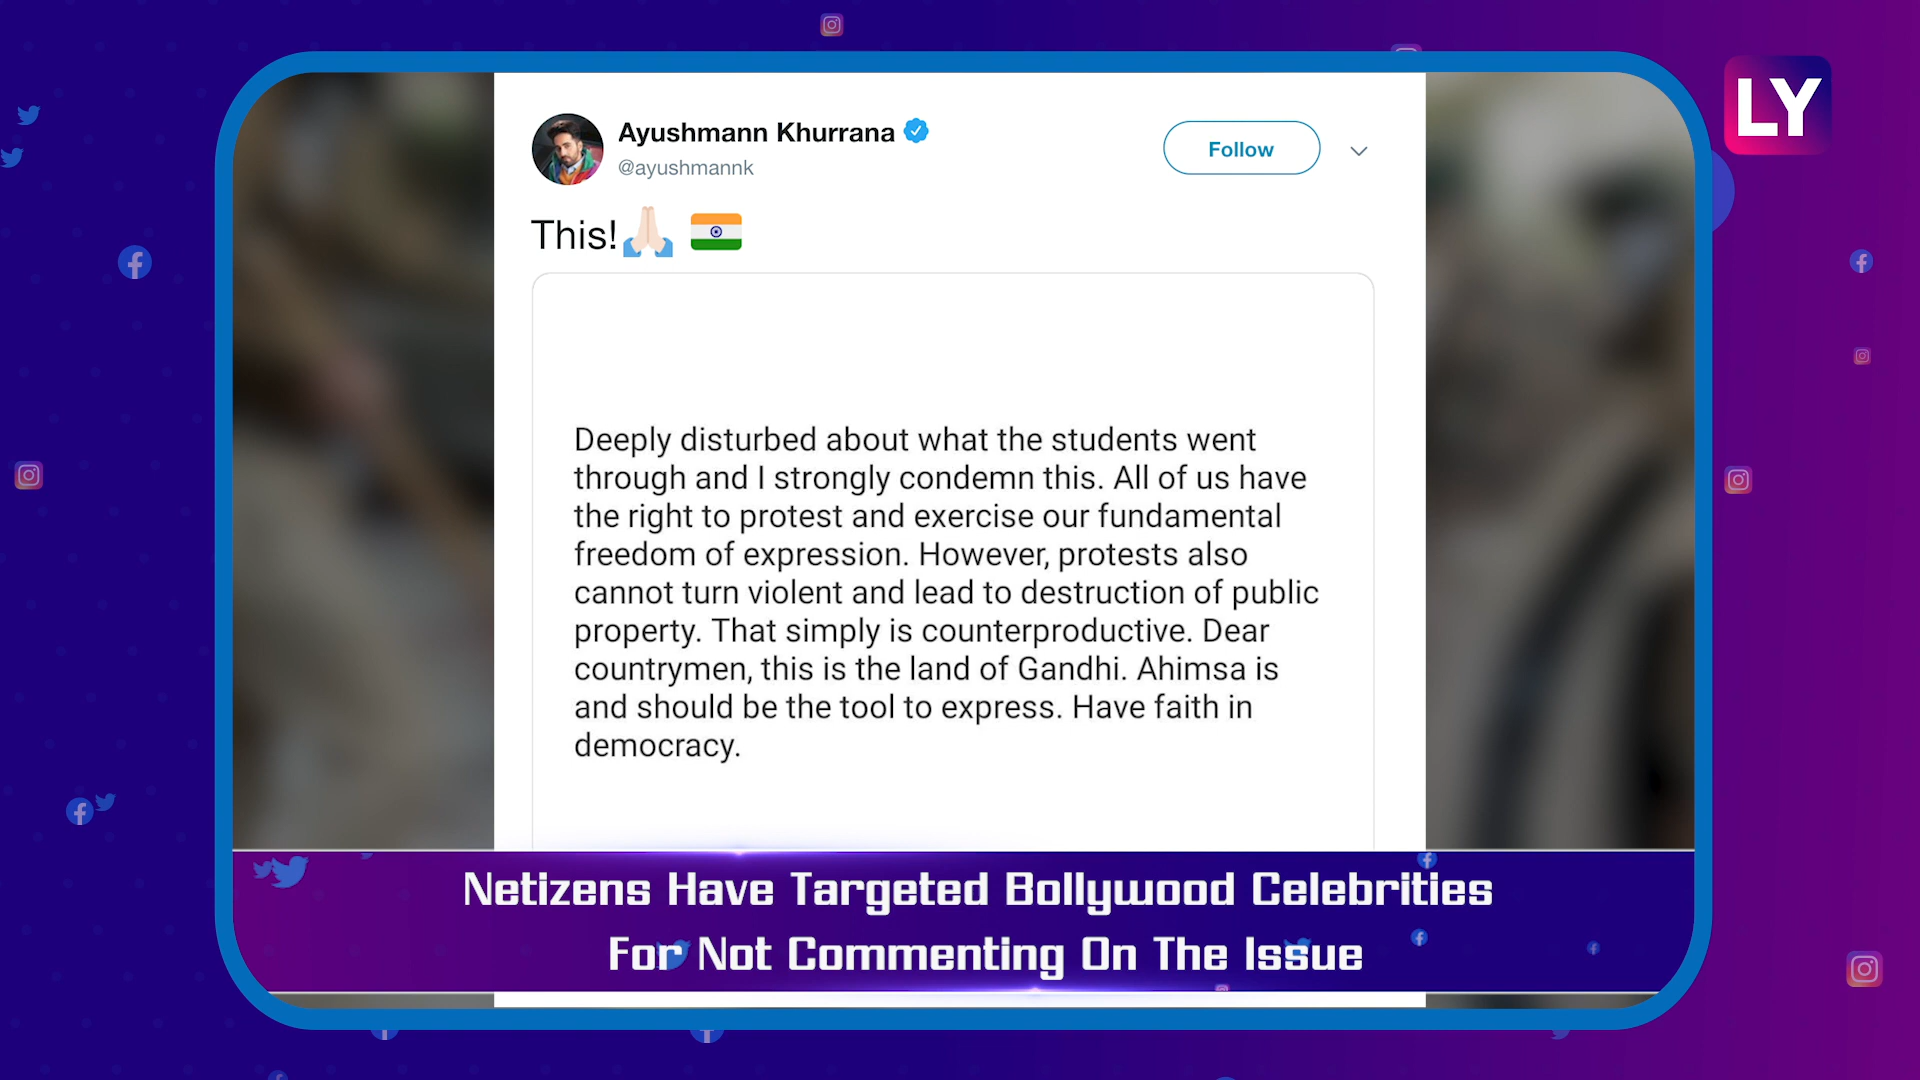 LY
Ayushmann Khurrana
@ayushmannk
Follow
This!🙏🏻 🇮🇳
Deeply disturbed about what the students went
through and I strongly condemn this. All of us have
the right to protest and exercise our fundamental
freedom of expression. However, protests also
cannot turn violent and lead to destruction of public
property. That simply is counterproductive. Dear
countrymen, this is the land of Gandhi. Ahimsa is
and should be the tool to express. Have faith in
democracy.
Netizens Have Targeted Bollywood Celebrities
For Not Commenting On The Issue